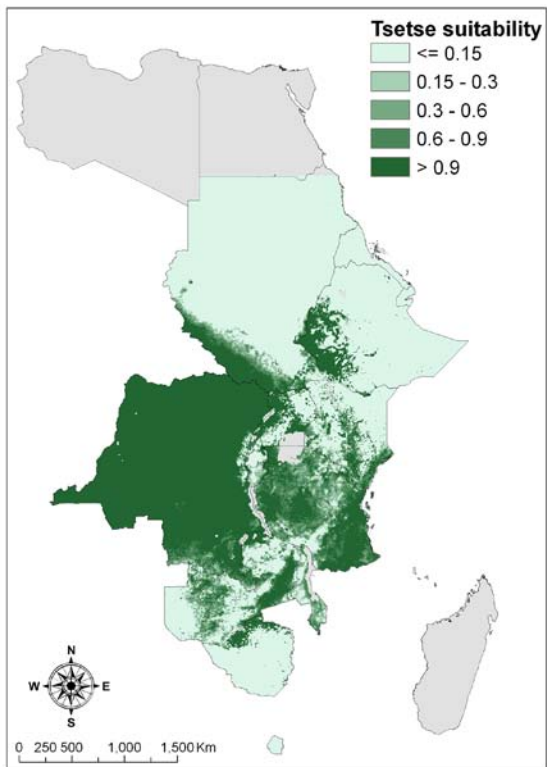 Tsetse suitability
<= 0.15
0.15 - 0.3
0.3 - 0.6
0.6 - 0.9
> 0.9
N
W E
S
0 250 500 1,000 1,500 Km